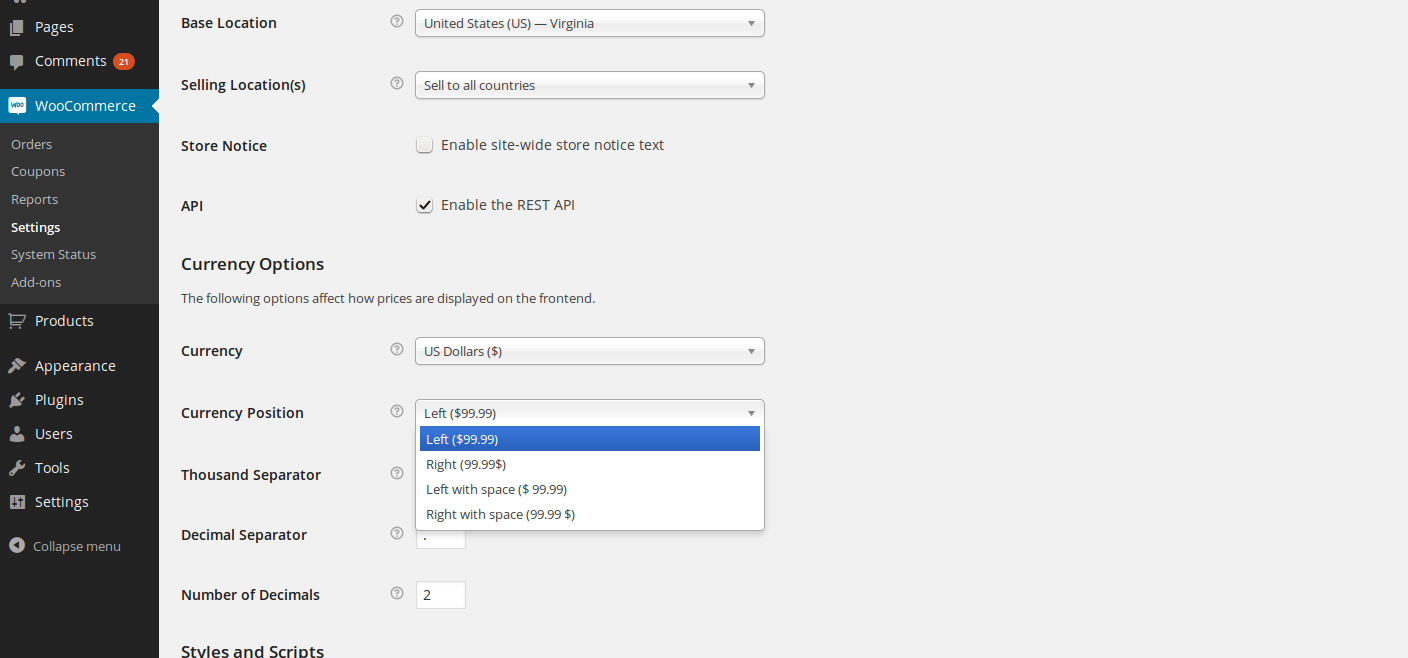 Pages
Comments 21
WooCommerce
Orders
Coupons
Reports
Settings
System Status
Add-ons
Products
Appearance
Plugins
Users
Tools
Settings
Collapse menu
Base Location ? United States (US) — Virginia
Selling Location(s) ? Sell to all countries
Store Notice Enable site-wide store notice text
API Enable the REST API
Currency Options
The following options affect how prices are displayed on the frontend.
Currency ? US Dollars ($)
Currency Position ? Left ($99.99)
Left ($99.99)
Right (99.99$)
Left with space ($ 99.99)
Right with space (99.99 $)
Thousand Separator ?
Decimal Separator ? .
Number of Decimals ? 2
Styles and Scripts